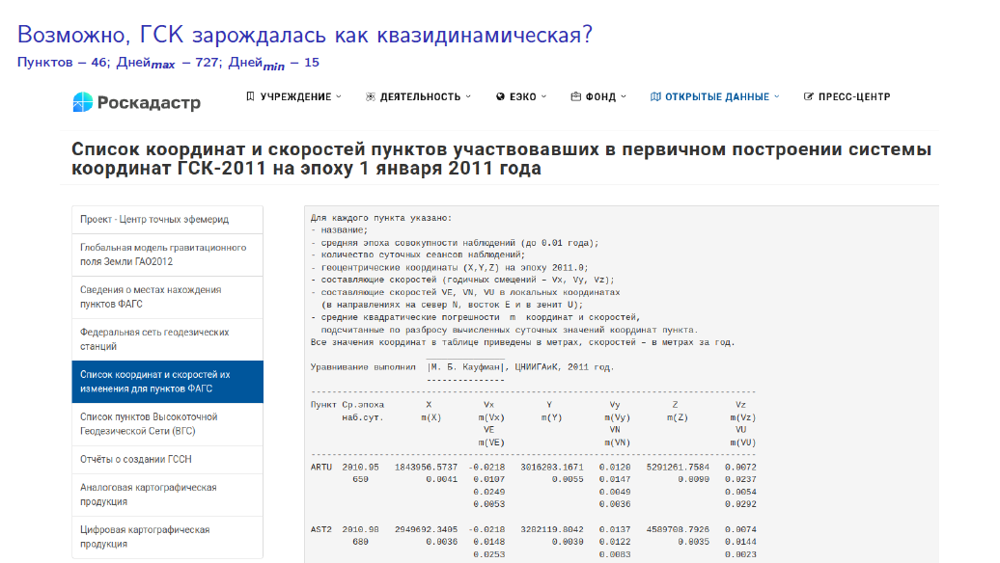 Возможно, ГСК зарождалась как квазидинамическая?
Пунктов – 46; Дней max – 727; Дней min – 15
Роскадастр
УЧРЕЖДЕНИЕ ДЕЯТЕЛЬНОСТЬ ЕЭКО ФОНД ОТКРЫТЫЕ ДАННЫЕ ПРЕСС-ЦЕНТР
Список координат и скоростей пунктов участвовавших в первичном построении системы
координат ГСК-2011 на эпоху 1 января 2011 года
Проект - Центр точных эфемерид
Глобальная модель гравитационного
поля Земли ГАО2012
Сведения о местах нахождения
пунктов ФАГС
Федеральная сеть геодезических
станций
Список координат и скоростей их
изменения для пунктов ФАГС
Список пунктов Высокоточной
Геодезической Сети (ВГС)
Отчёты о создании ГССН
Аналоговая картографическая
продукция
Цифровая картографическая
продукция
Для каждого пункта указано:
- название;
- средняя эпоха совокупности наблюдений (до 0.01 года);
- количество суточных сеансов наблюдений;
- геоцентрические координаты (X,Y,Z) на эпоху 2011.0;
- составляющие скоростей (годичных смещений – Vx, Vy, Vz);
- составляющие скоростей VE, VN, VU в локальных координатах
(в направлениях на север N, восток E и в зенит U);
- средние квадратические погрешности m координат и скоростей,
подсчитанные по разбросу вычисленных суточных значений координат пункта.
Все значения координат в таблице приведены в метрах, скоростей – в метрах за год.
Уравнивание выполнил |М. Б. Кауфман|, ЦНИИГАиК, 2011 год.
Пункт Ср.эпоха X Vx Y Vy Z Vz
наб.сут. m(X) m(Vx) m(Y) m(Vy) m(Z) m(Vz)
VE VN VU
m(VE) m(VN) m(VU)
ARTU 2010.95 1843956.5737 -0.0218 3016203.1671 0.0120 5291261.7584 0.0072
650 0.0041 0.0107 0.0055 0.0147 0.0090 0.0237
0.0249 0.0049 0.0054
0.0053 0.0036 0.0292
AST2 2010.98 2949692.3405 -0.0218 3282119.8042 0.0137 4589708.7926 0.0074
680 0.0036 0.0148 0.0030 0.0122 0.0035 0.0144
0.0253 0.0083 0.0023